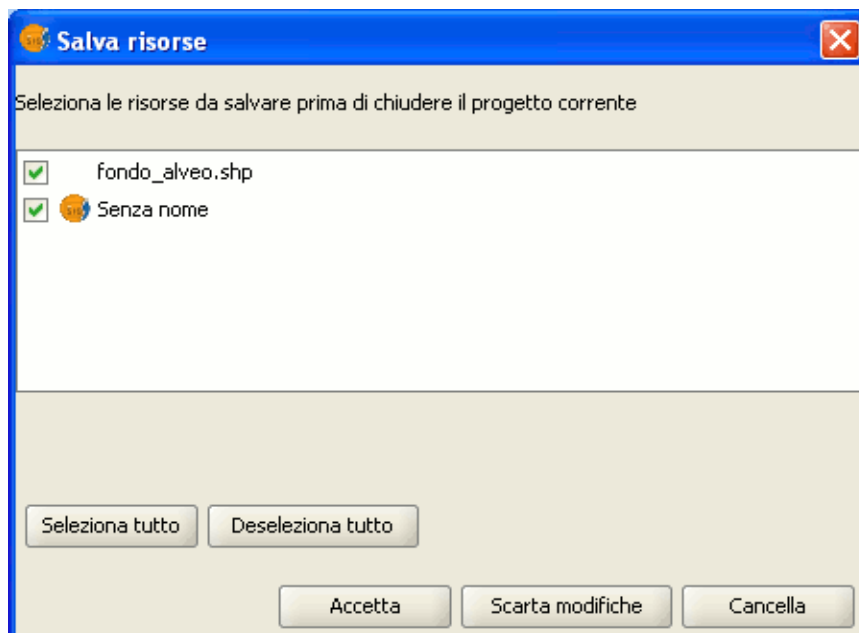 Salva risorse
Seleziona le risorse da salvare prima di chiudere il progetto corrente
fondo_alveo.shp
Senza nome
Seleziona tutto Deseleziona tutto
Accetta Scarta modifiche Cancella